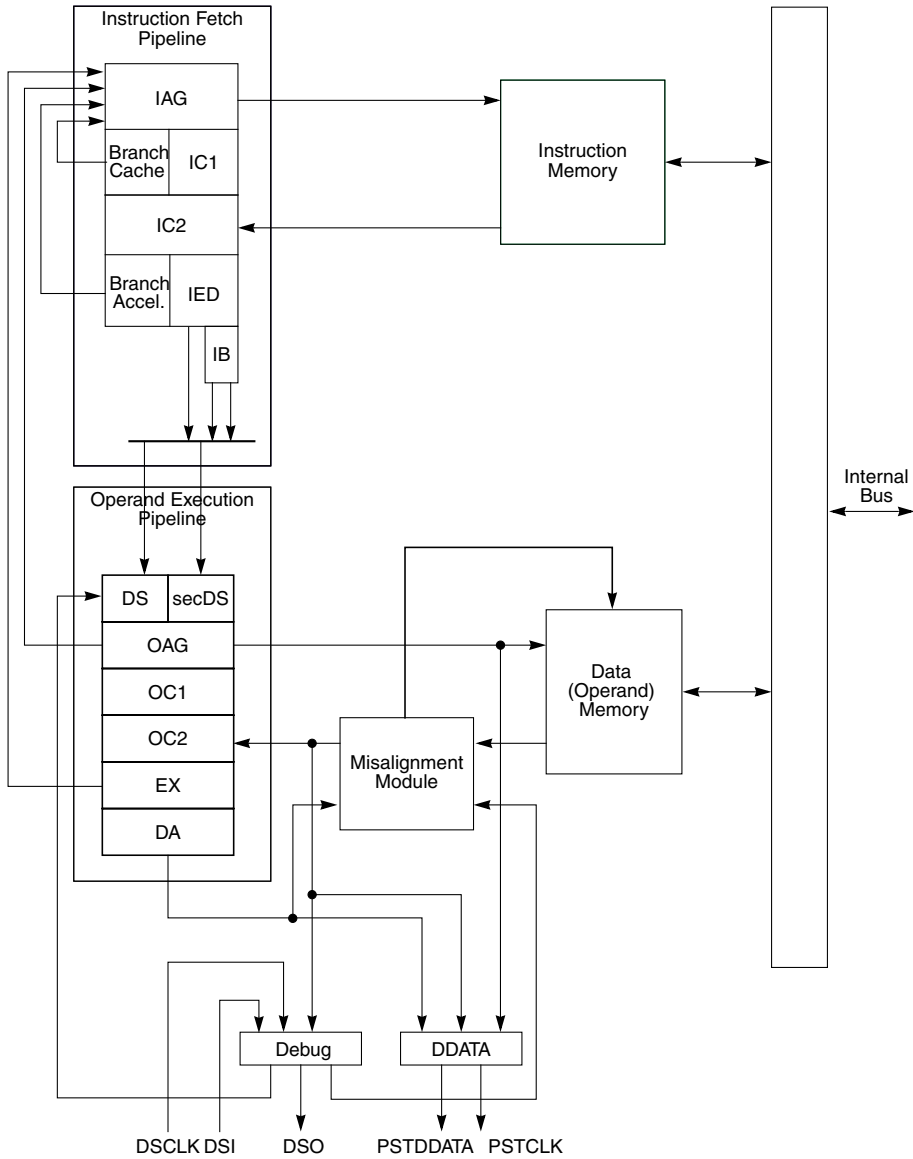 Instruction Fetch
Pipeline
IAG
Branch
Cache
IC1
IC2
Branch
Accel.
IED
IB
Instruction
Memory
Internal
Bus
Operand Execution
Pipeline
DS
secDS
OAG
OC1
OC2
EX
DA
Misalignment
Module
Data
(Operand)
Memory
Debug
DDATA
DSCLK
DSI
DSO
PSTDDATA
PSTCLK